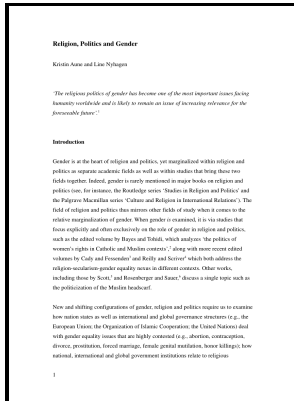 Religion, Politics and Gender
Kristin Aune and Line Nyhagen
'The religious politics of gender has become one of the most important issues facing
humanity worldwide and is likely to remain an issue of increasing relevance for the
foreseeable future'.1
Introduction
Gender is at the heart of religion and politics, yet marginalized within religion and
politics as separate academic fields as well as within studies that bring these two
fields together. Indeed, gender is rarely mentioned in major books on religion and
politics (see, for instance, the Routledge series 'Studies in Religion and Politics' and
the Palgrave Macmillan series 'Culture and Religion in International Relations'). The
field of religion and politics thus mirrors other fields of study when it comes to the
relative marginalization of gender. When gender is examined, it is via studies that
focus explicitly and often exclusively on the role of gender in religion and politics,
such as the edited volume by Bayes and Tohidi, which analyzes 'the politics of
women's rights in Catholic and Muslim contexts',2 along with more recent edited
volumes by Cady and Fessenden3 and Reilly and Scriver4 which both address the
religion-secularism-gender equality nexus in different contexts. Other works,
including those by Scott,5 and Rosenberger and Sauer,6 discuss a single topic such as
the politicization of the Muslim headscarf.
New and shifting configurations of gender, religion and politics require us to examine
how nation states as well as international and global governance structures (e.g., the
European Union; the Organization of Islamic Cooperation; the United Nations) deal
with gender equality issues that are highly contested (e.g., abortion, contraception,
divorce, prostitution, forced marriage, female genital mutilation, honor killings); how
national, international and global government institutions relate to religious
1